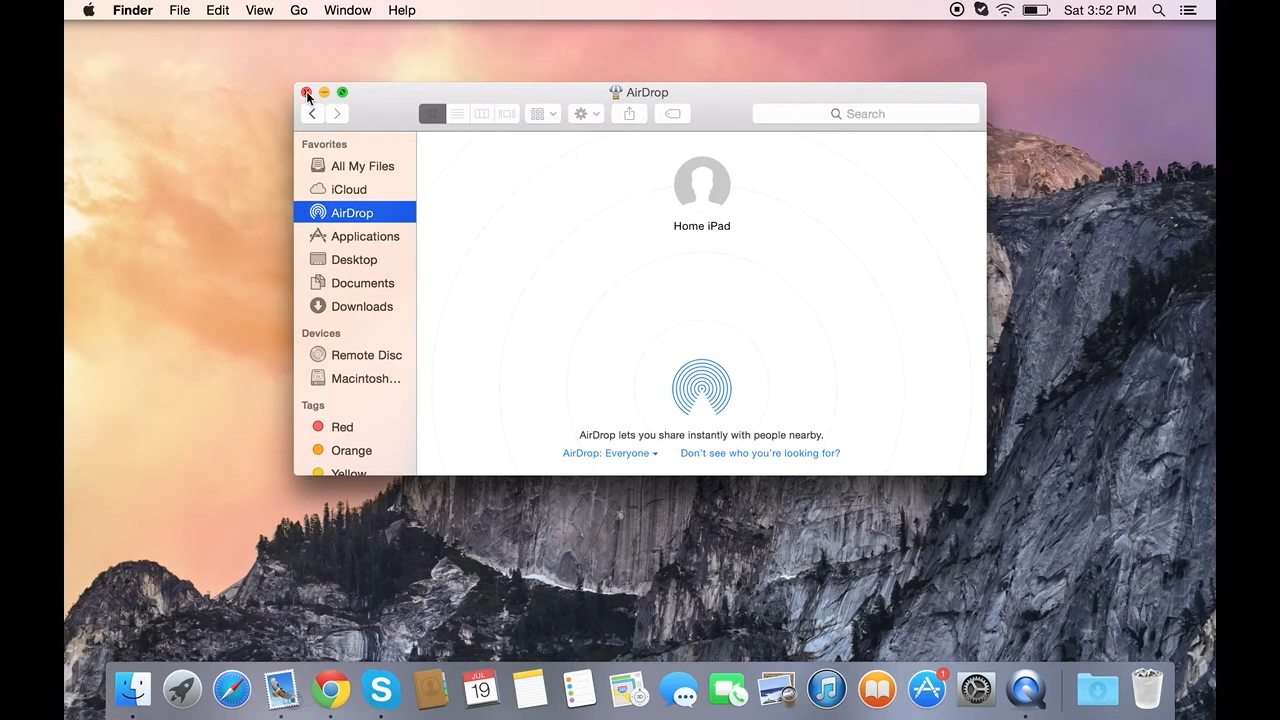 Finder File Edit View Go Window Help Sat 3:52 PM
AirDrop
Search
Favorites
All My Files
iCloud
AirDrop
Applications
Desktop
Documents
Downloads
Devices
Remote Disc
Macintosh...
Tags
Red
Orange
Yellow
Home iPad
AirDrop lets you share instantly with people nearby.
AirDrop: Everyone Don't see who you're looking for?
JUL
19
3D
1